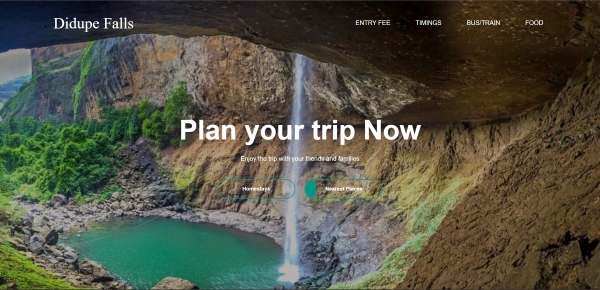 Didupe Falls
ENTRY FEE
TIMINGS
BUS/TRAIN
FOOD
Plan your trip Now
Enjoy the trip with your friends and families
Homestays
Nearest Places